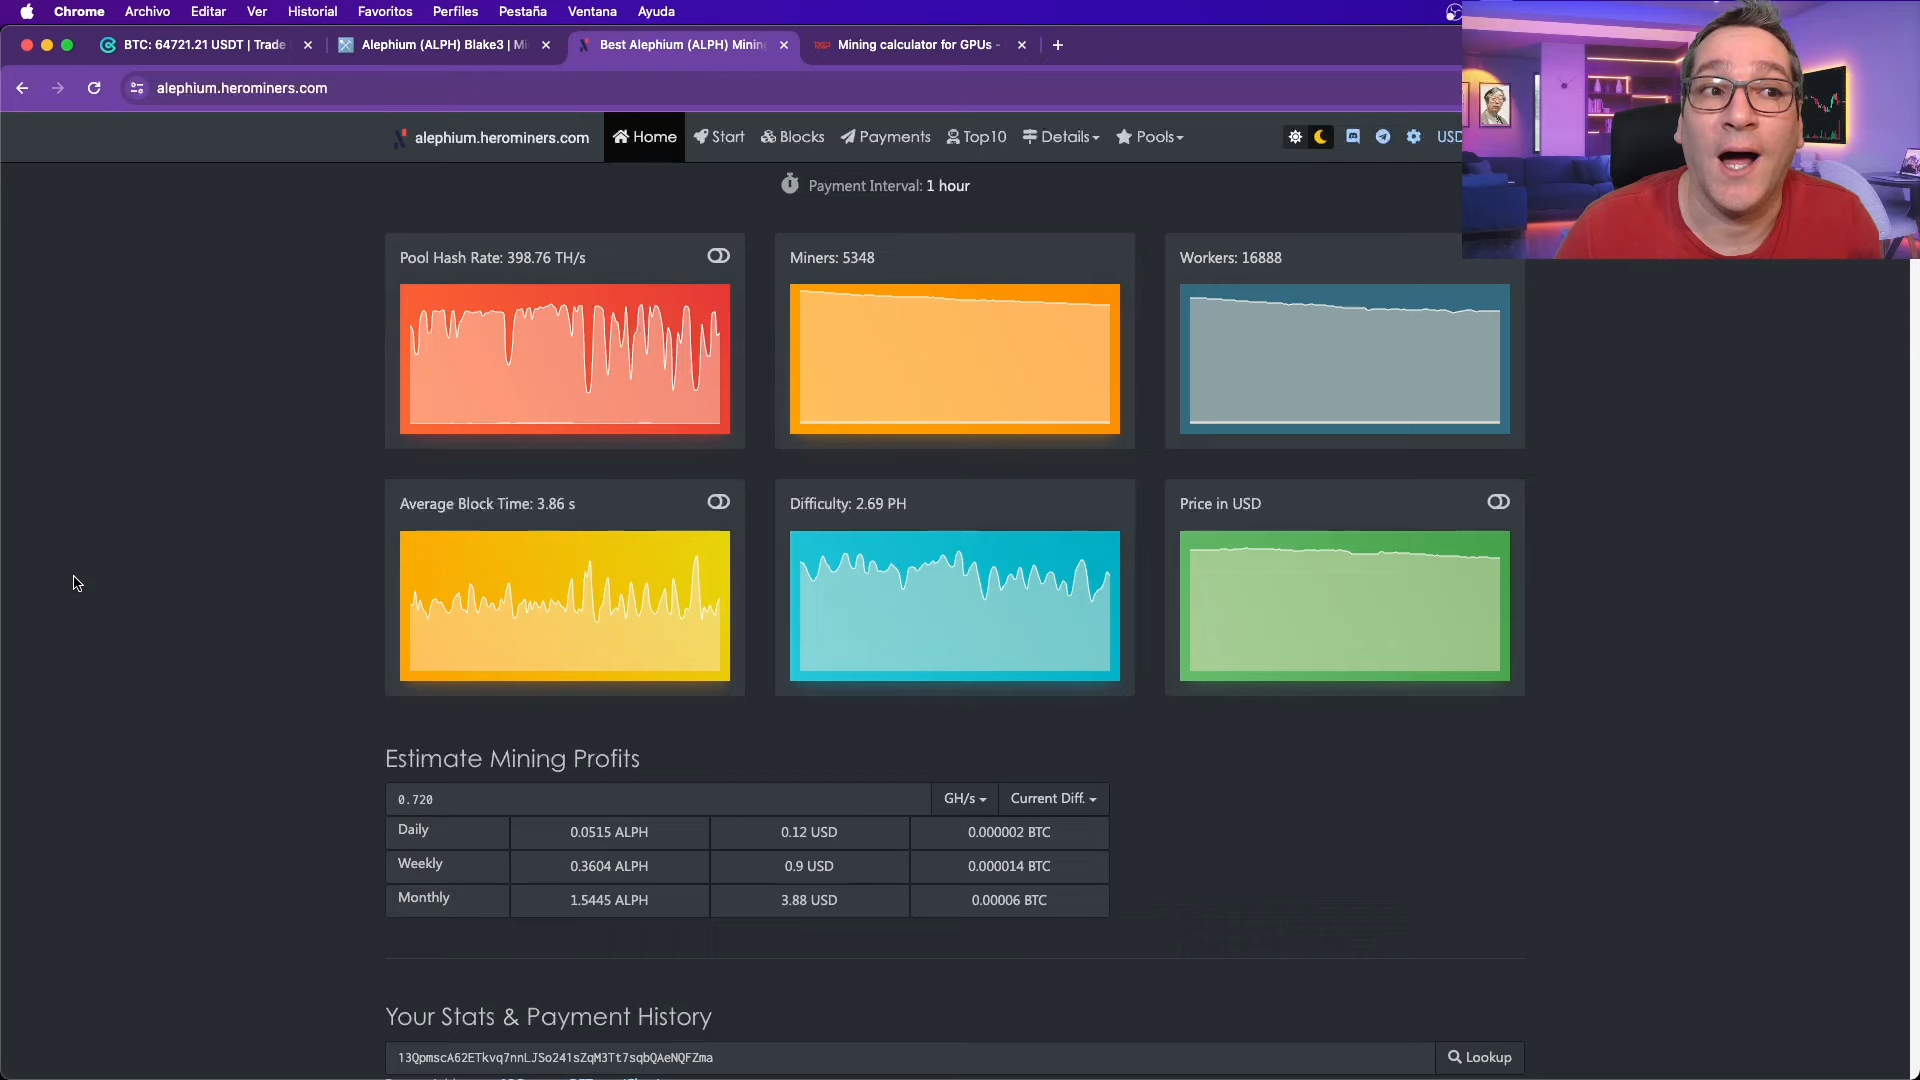 Chrome Archivo Editar Ver Historial Favoritos Perfiles Pestaña Ventana Ayuda
BTC: 64721.21 USDT | Trade
Alephium (ALPH) Blake3 | Mi
Best Alephium (ALPH) Mining
Mining calculator for GPUs -
alephium.herominers.com
alephium.herominers.com Home Start Blocks Payments Top10 Details Pools USD
Payment Interval: 1 hour
Pool Hash Rate: 398.76 TH/s
Miners: 5348
Workers: 16888
Average Block Time: 3.86 s
Difficulty: 2.69 PH
Price in USD
Estimate Mining Profits
0.720 GH/s Current Diff.
Daily 0.0515 ALPH 0.12 USD 0.000002 BTC
Weekly 0.3604 ALPH 0.9 USD 0.000014 BTC
Monthly 1.5445 ALPH 3.88 USD 0.00006 BTC
Your Stats & Payment History
13QpmscA62ETkvq7nnLJSo241sZqM3Tt7sqbQAeNQFZma Lookup